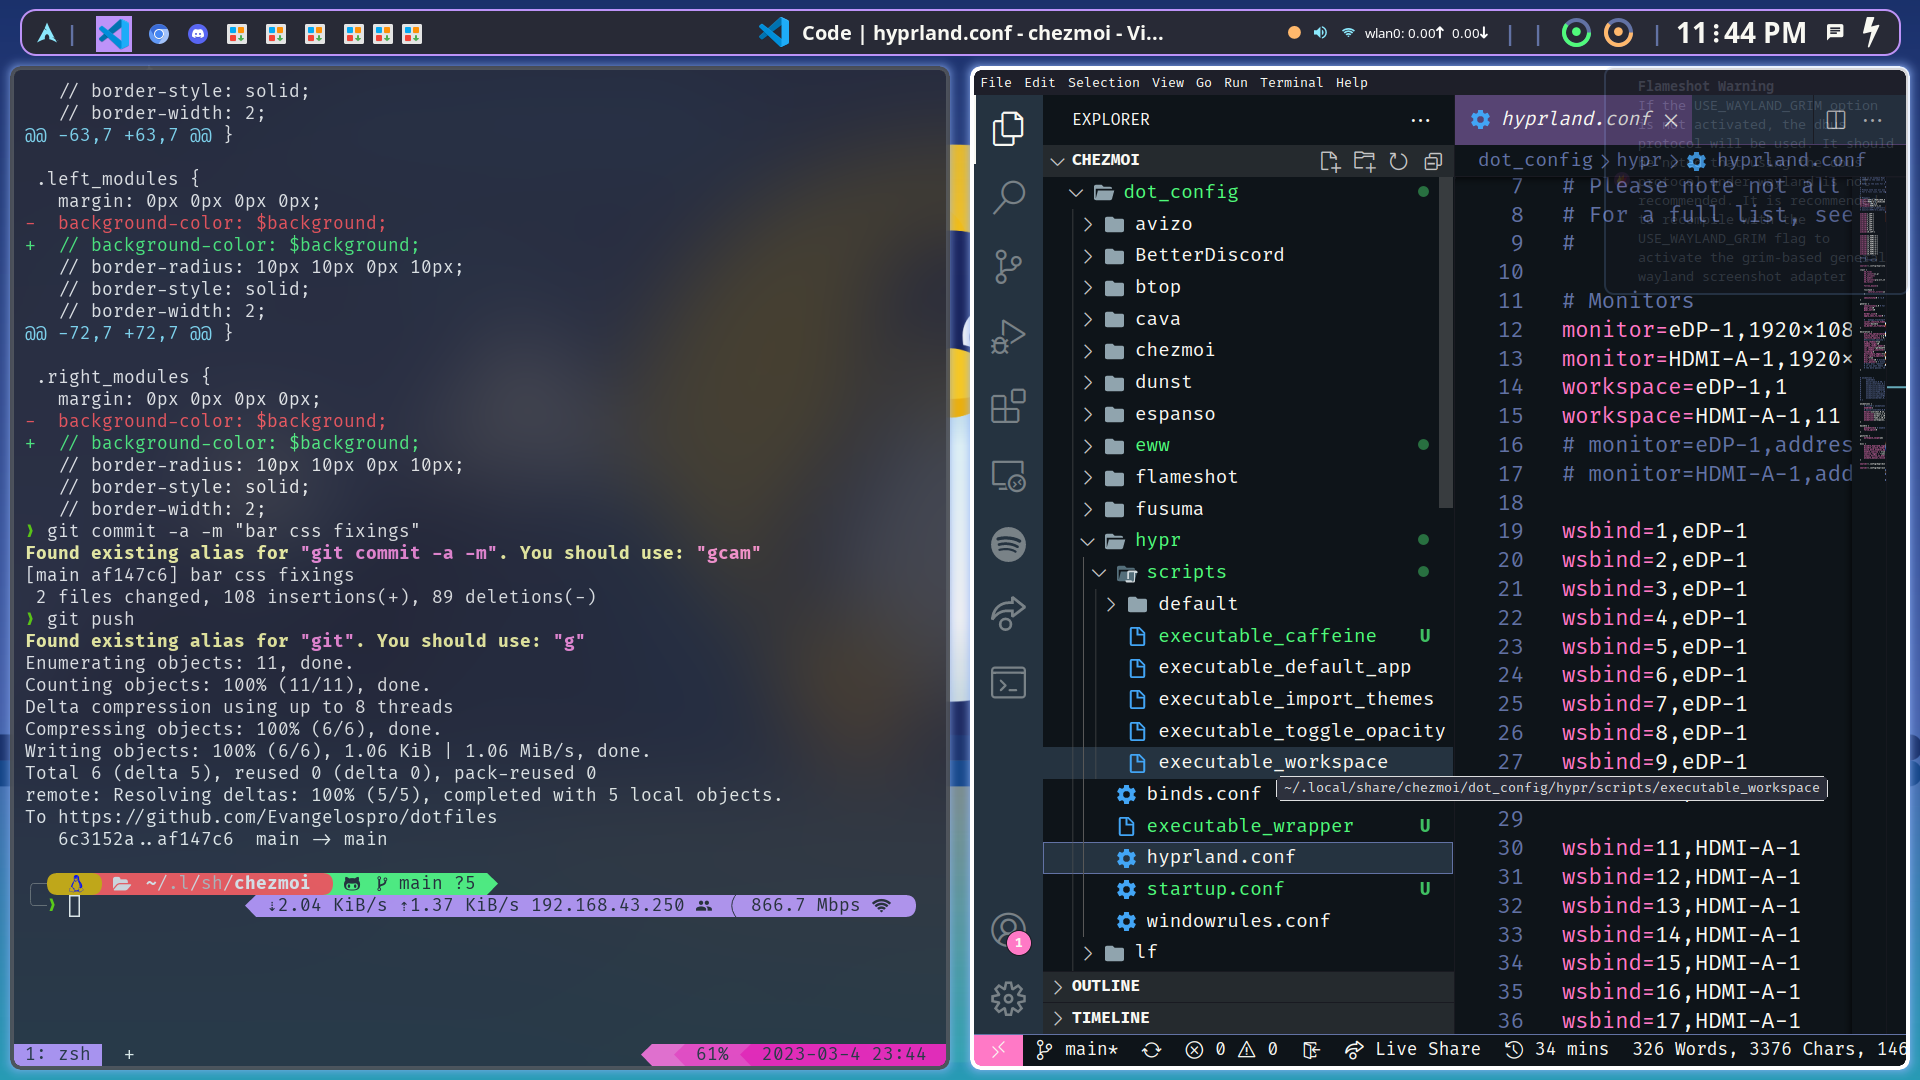 Code | hyprland.conf - chezmoi - Vi...
wlan0: 0.00↑ 0.00↓
11:44 PM
// border-style: solid;
// border-width: 2;
@@ -63,7 +63,7 @@ }
.left_modules {
margin: 0px 0px 0px 0px;
- background-color: $background;
+ // background-color: $background;
// border-radius: 10px 10px 0px 10px;
// border-style: solid;
// border-width: 2;
@@ -72,7 +72,7 @@ }
.right_modules {
margin: 0px 0px 0px 0px;
- background-color: $background;
+ // background-color: $background;
// border-radius: 10px 10px 0px 10px;
// border-style: solid;
// border-width: 2;
❯ git commit -a -m "bar css fixings"
Found existing alias for "git commit -a -m". You should use: "gcam"
[main af147c6] bar css fixings
2 files changed, 108 insertions(+), 89 deletions(-)
❯ git push
Found existing alias for "git". You should use: "g"
Enumerating objects: 11, done.
Counting objects: 100% (11/11), done.
Delta compression using up to 8 threads
Compressing objects: 100% (6/6), done.
Writing objects: 100% (6/6), 1.06 KiB | 1.06 MiB/s, done.
Total 6 (delta 5), reused 0 (delta 0), pack-reused 0
remote: Resolving deltas: 100% (5/5), completed with 5 local objects.
To https://github.com/Evangelospro/dotfiles
6c3152a..af147c6 main -> main
~/.l/sh/chezmoi main ?5
❯ ↓2.04 KiB/s ↑1.37 KiB/s 192.168.43.250 866.7 Mbps
1: zsh +
61% 2023-03-4 23:44
File Edit Selection View Go Run Terminal Help
EXPLORER
CHEZMOI
dot_config
avizo
BetterDiscord
btop
cava
chezmoi
dunst
espanso
eww
flameshot
fusuma
hypr
scripts
default
executable_caffeine U
executable_default_app
executable_import_themes
executable_toggle_opacity
executable_workspace
~/.local/share/chezmoi/dot_config/hypr/scripts/executable_workspace
binds.conf
executable_wrapper U
hyprland.conf
startup.conf U
windowrules.conf
lf
OUTLINE
TIMELINE
1
hyprland.conf
dot_config > hypr > hyprland.conf
Flameshot Warning
If the USE_WAYLAND_GRIM option
is not activated, the dbus
protocol will be used. It should
recommended. It is recommended
USE_WAYLAND_GRIM flag to
activate the grim-based general
wayland screenshot adapter
7 # Please note not all
8 # For a full list, see
9 #
10
11 # Monitors
12 monitor=eDP-1,1920×108
13 monitor=HDMI-A-1,1920×
14 workspace=eDP-1,1
15 workspace=HDMI-A-1,11
16 # monitor=eDP-1,addres
17 # monitor=HDMI-A-1,add
18
19 wsbind=1,eDP-1
20 wsbind=2,eDP-1
21 wsbind=3,eDP-1
22 wsbind=4,eDP-1
23 wsbind=5,eDP-1
24 wsbind=6,eDP-1
25 wsbind=7,eDP-1
26 wsbind=8,eDP-1
27 wsbind=9,eDP-1
29
30 wsbind=11,HDMI-A-1
31 wsbind=12,HDMI-A-1
32 wsbind=13,HDMI-A-1
33 wsbind=14,HDMI-A-1
34 wsbind=15,HDMI-A-1
35 wsbind=16,HDMI-A-1
36 wsbind=17,HDMI-A-1
main* 0 0 Live Share 34 mins 326 Words, 3376 Chars, 146